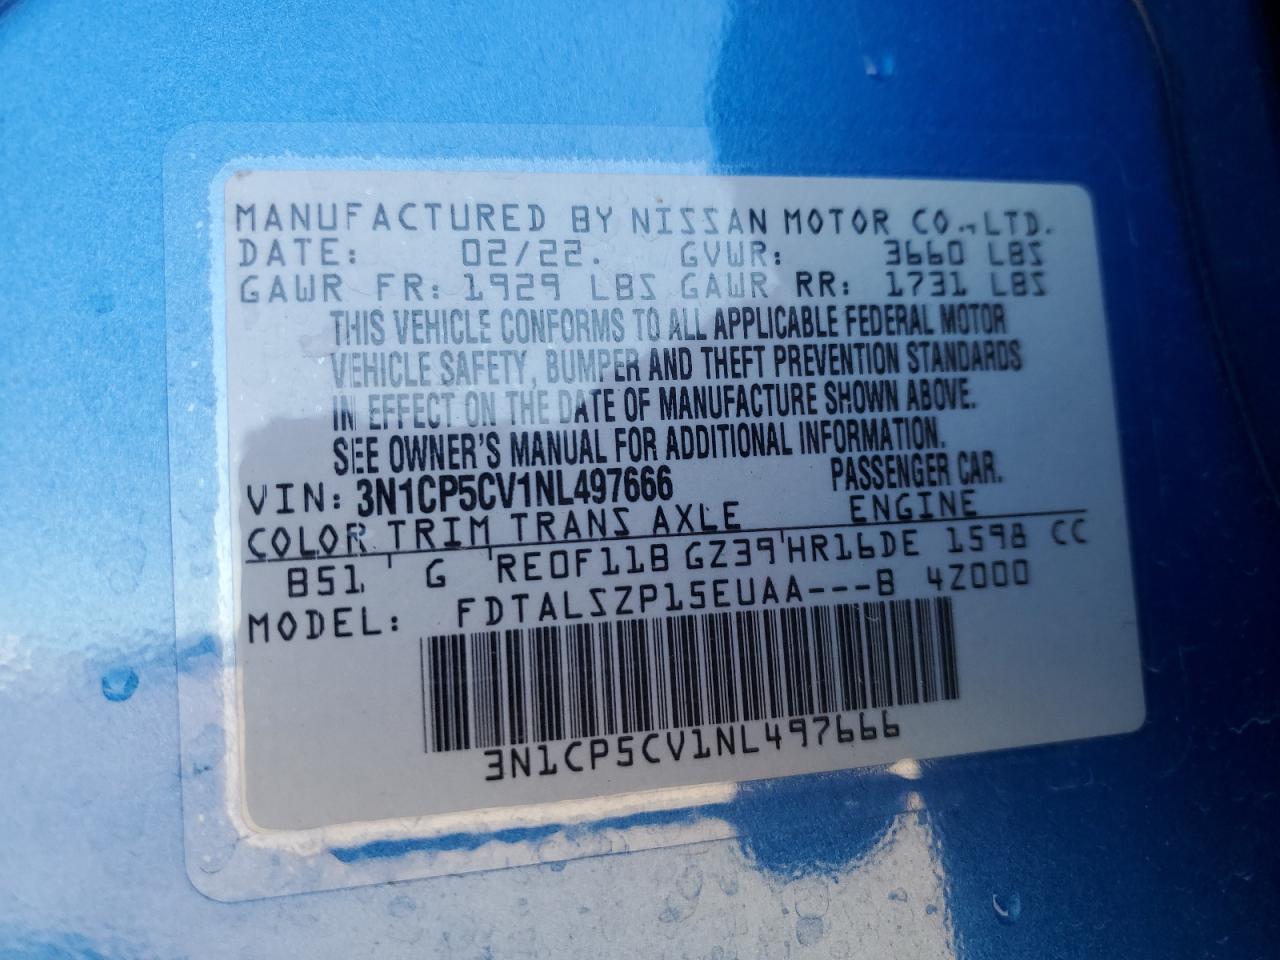 MANUFACTURED BY NISSAN MOTOR CO., LTD.
DATE: 02/22. GVWR: 3660 LBS
GAWR FR: 1929 LBS GAWR RR: 1731 LBS
THIS VEHICLE CONFORMS TO ALL APPLICABLE FEDERAL MOTOR
VEHICLE SAFETY, BUMPER AND THEFT PREVENTION STANDARDS
IN EFFECT ON THE DATE OF MANUFACTURE SHOWN ABOVE.
SEE OWNER'S MANUAL FOR ADDITIONAL INFORMATION.
VIN: 3N1CP5CV1NL497666 PASSENGER CAR.
COLOR TRIM TRANS AXLE ENGINE
B51 G RE0F11B GZ39 HR16DE 1598 CC
MODEL: FDTALSZP15EUAA---B 4Z000
3N1CP5CV1NL497666